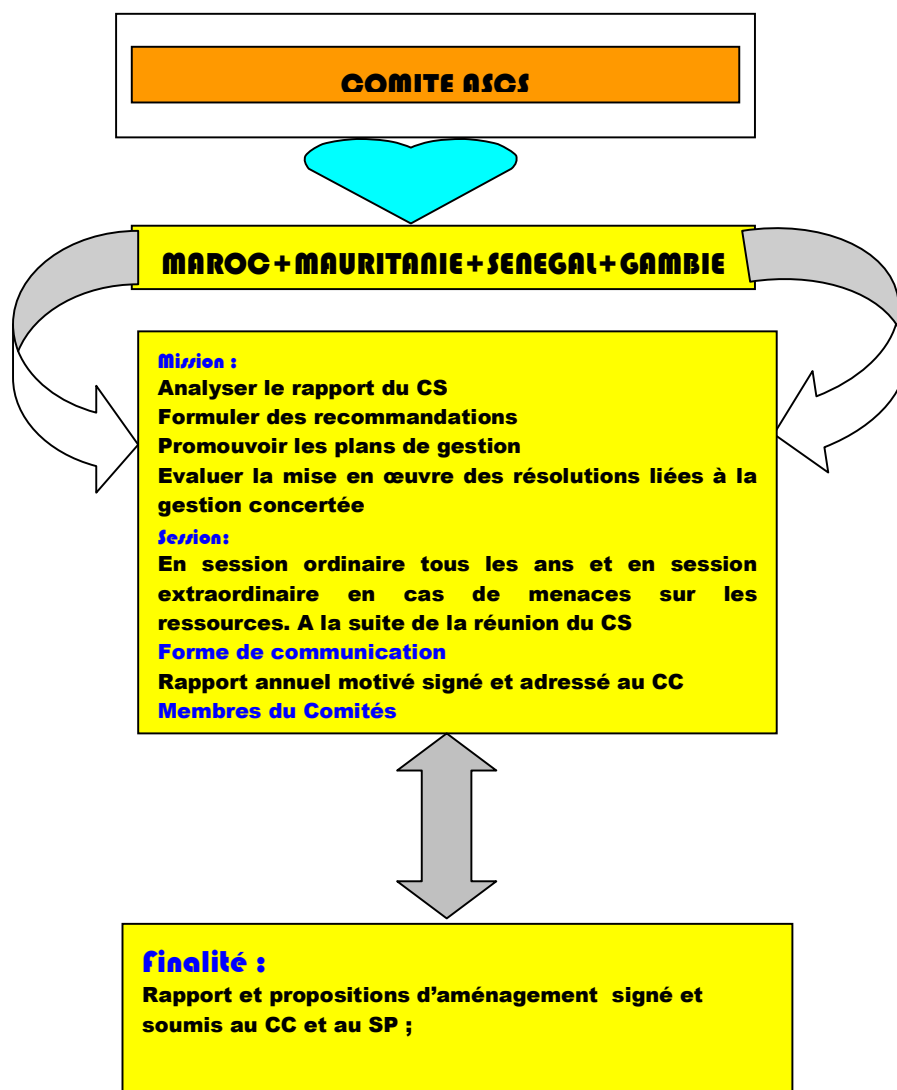 COMITE ASCS
MAROC+MAURITANIE+SENEGAL+GAMBIE
Mission :
Analyser le rapport du CS
Formuler des recommandations
Promouvoir les plans de gestion
Evaluer la mise en œuvre des résolutions liées à la
gestion concertée
Session:
En session ordinaire tous les ans et en session
extraordinaire en cas de menaces sur les
ressources. A la suite de la réunion du CS
Forme de communication
Rapport annuel motivé signé et adressé au CC
Membres du Comités
Finalité :
Rapport et propositions d’aménagement signé et
soumis au CC et au SP ;